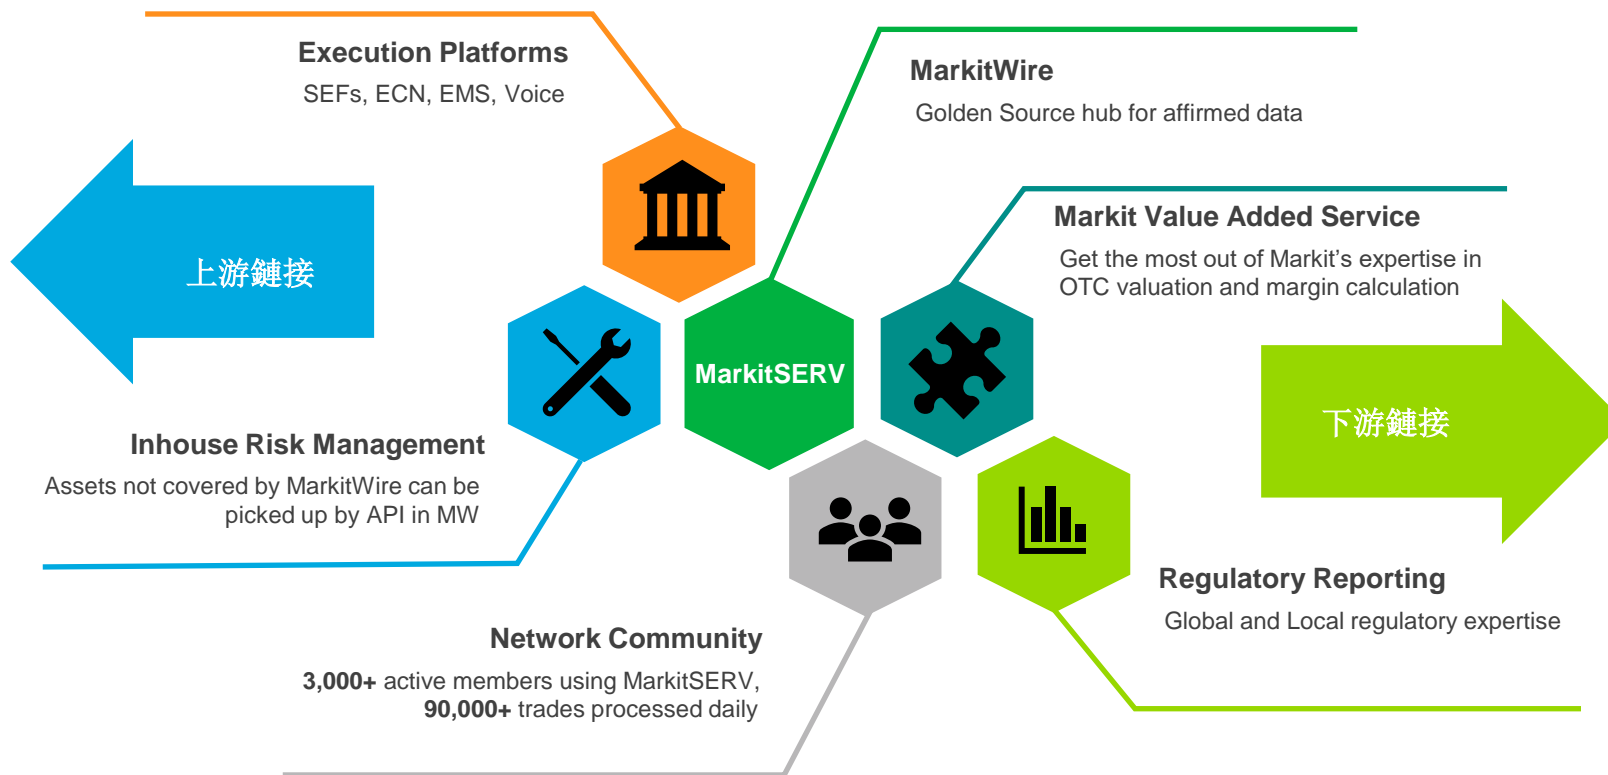 Execution Platforms
SEFs, ECN, EMS, Voice
MarkitWire
Golden Source hub for affirmed data
上游鏈接
Markit Value Added Service
Get the most out of Markit's expertise in
OTC valuation and margin calculation
MarkitSERV
下游鏈接
Inhouse Risk Management
Assets not covered by MarkitWire can be
picked up by API in MW
Regulatory Reporting
Global and Local regulatory expertise
Network Community
3,000+ active members using MarkitSERV,
90,000+ trades processed daily